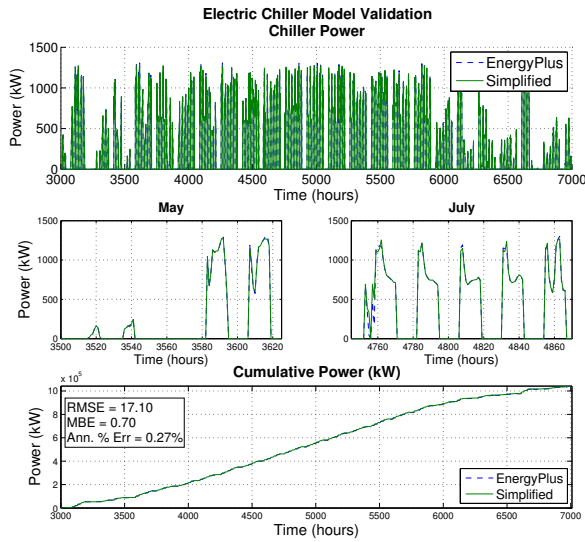 Electric Chiller Model Validation
Chiller Power
1500
1000
500
0
Power (kW)
EnergyPlus
Simplified
3000 3500 4000 4500 5000 5500 6000 6500 7000
Time (hours)
May
1500
1000
500
0
Power (kW)
3500 3520 3540 3560 3580 3600 3620
Time (hours)
July
1500
1000
500
0
Power (kW)
4760 4780 4800 4820 4840 4860
Time (hours)
Cumulative Power (kW)
x 10^5
10
8
6
4
2
0
Power (kW)
RMSE = 17.10
MBE = 0.70
Ann. % Err = 0.27%
EnergyPlus
Simplified
3000 3500 4000 4500 5000 5500 6000 6500 7000
Time (hours)